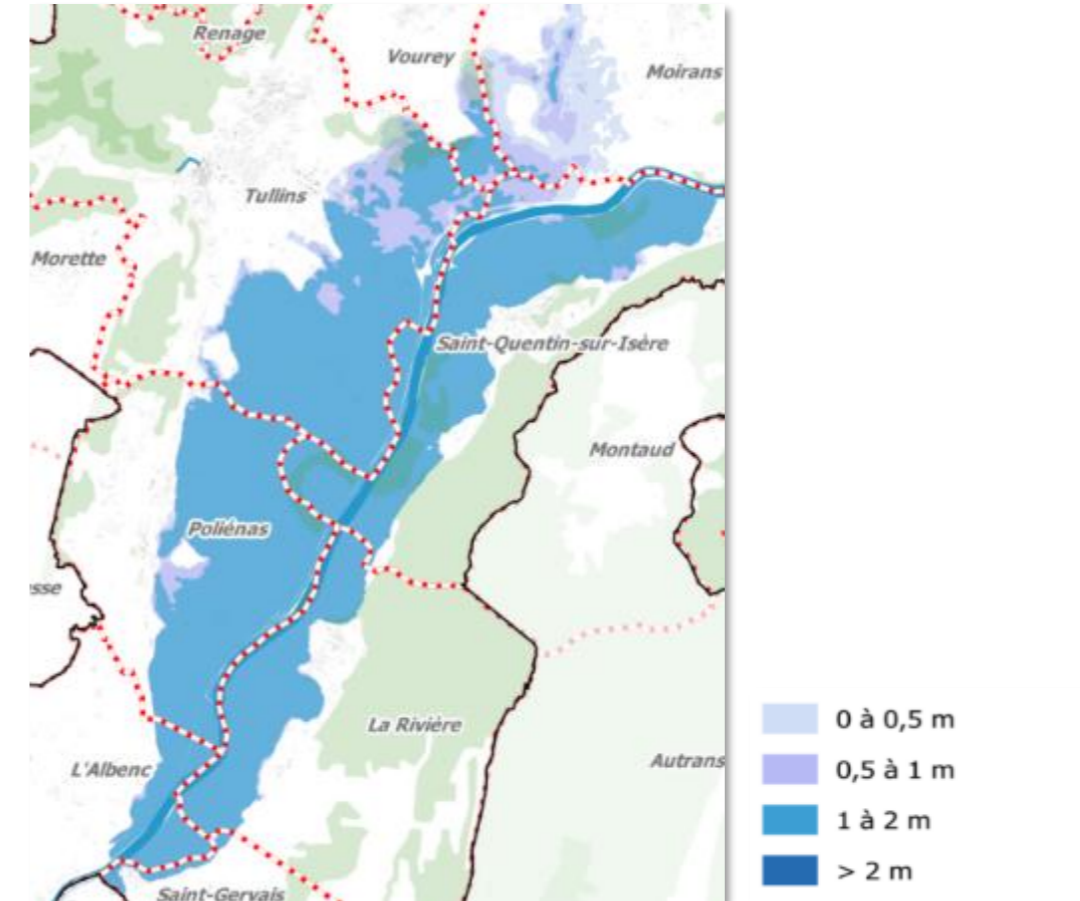 Renage
Vourey
Moirans
Tullins
Morette
Saint-Quentin-sur-Isère
Montaud
Poliénas
sse
La Rivière
L'Albenc
Autrans
Saint-Gervais
0 à 0,5 m
0,5 à 1 m
1 à 2 m
> 2 m